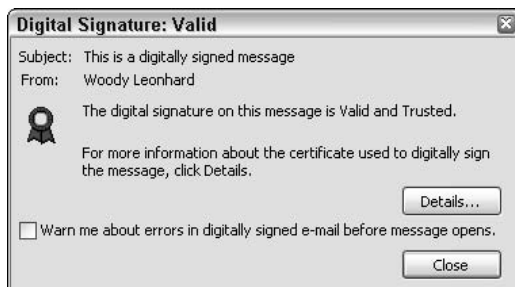 Digital Signature: Valid
Subject: This is a digitally signed message
From: Woody Leonhard
The digital signature on this message is Valid and Trusted.
For more information about the certificate used to digitally sign
the message, click Details.
Details...
Warn me about errors in digitally signed e-mail before message opens.
Close